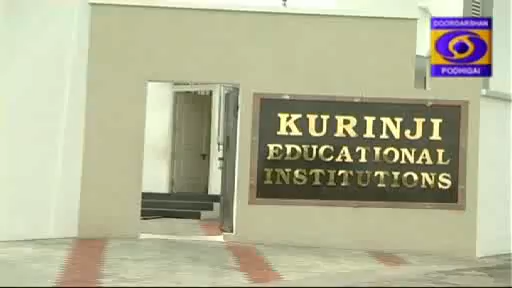 DOORDARSHAN
PODHIGAI
KURINJI
EDUCATIONAL
INSTITUTIONS